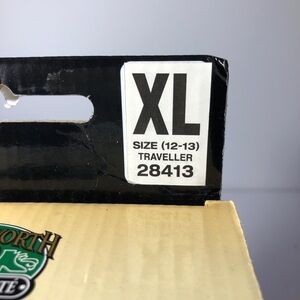 XL
SIZE (12-13)
TRAVELLER
28413